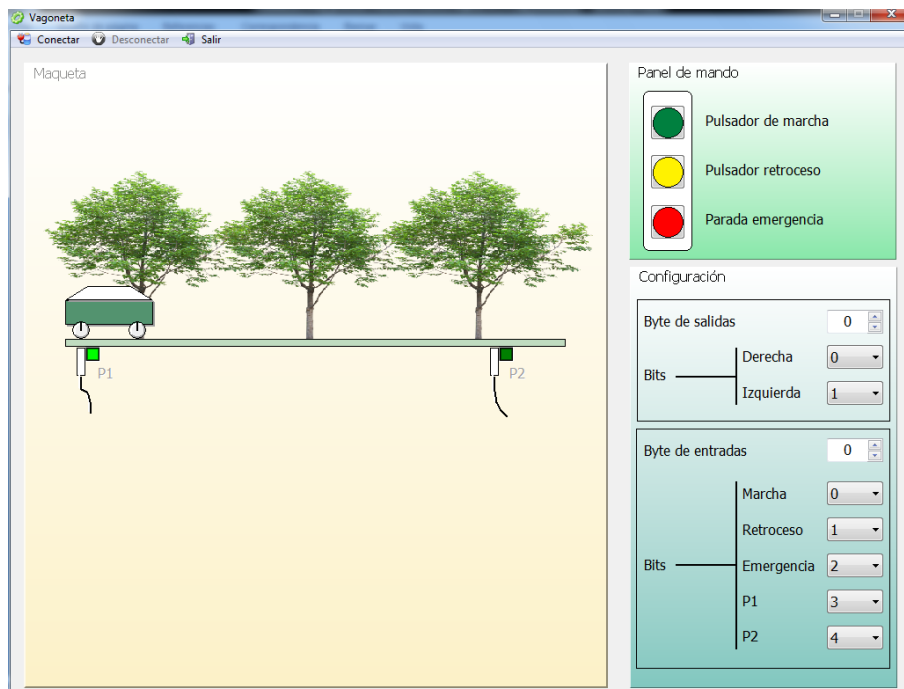 Vagoneta
Conectar Desconectar Salir
Maqueta
P1
P2
Panel de mando
Pulsador de marcha
Pulsador retroceso
Parada emergencia
Configuración
Byte de salidas 0
Bits
Derecha 0
Izquierda 1
Byte de entradas 0
Bits
Marcha 0
Retroceso 1
Emergencia 2
P1 3
P2 4